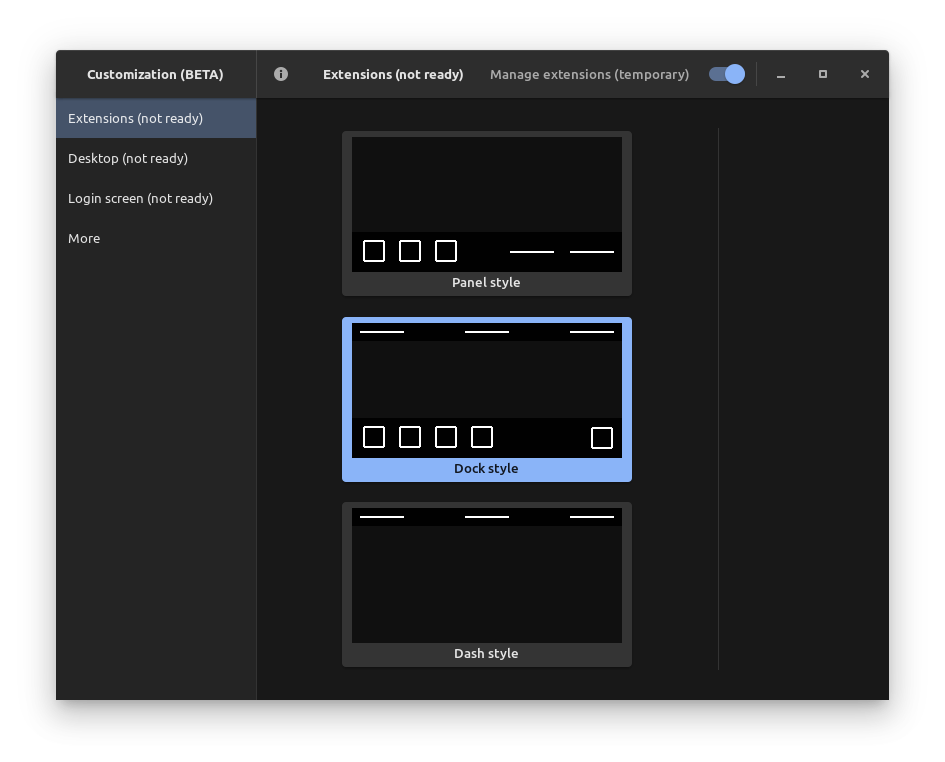 Customization (BETA)
Extensions (not ready)
Manage extensions (temporary)
Extensions (not ready)
Desktop (not ready)
Login screen (not ready)
More
Panel style
Dock style
Dash style